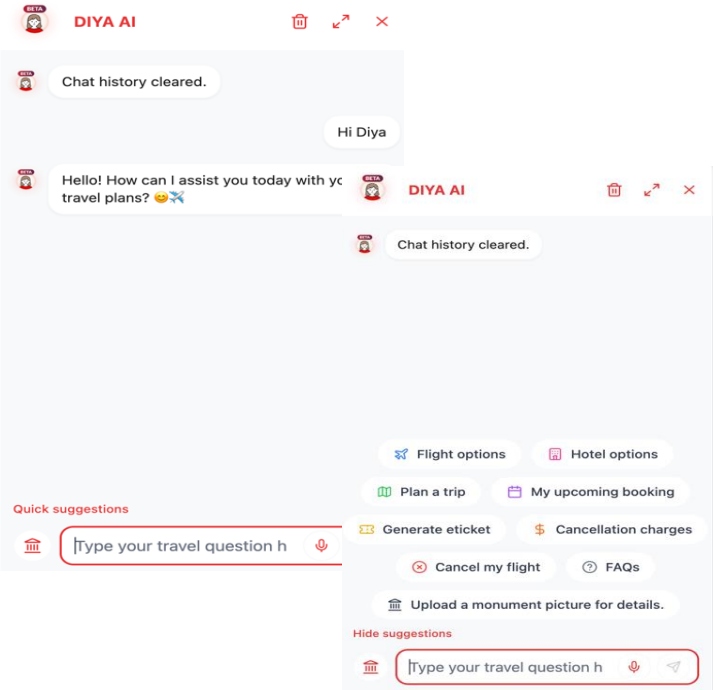 BETA
DIYA AI
BETA
Chat history cleared.
Hi Diya
BETA
Hello! How can I assist you today with yo
travel plans? 😊✈️
Quick suggestions
Type your travel question h
BETA
DIYA AI
BETA
Chat history cleared.
Flight options
Hotel options
Plan a trip
My upcoming booking
Generate eticket
$ Cancellation charges
Cancel my flight
? FAQs
Upload a monument picture for details.
Hide suggestions
Type your travel question h